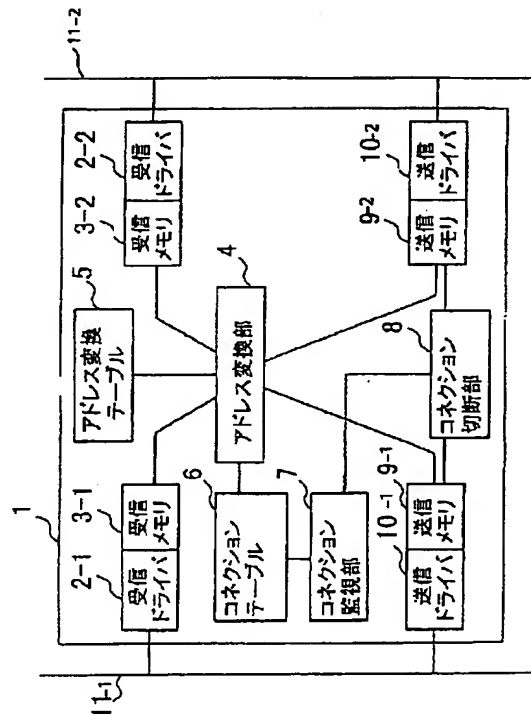 1
11-1
11-2
2-1
3-1
受信
ドライバ
受信
メモリ
5
アドレス変換
テーブル
3-2
2-2
受信
メモリ
受信
ドライバ
4
アドレス変換部
6
コネクション
テーブル
7
コネクション
監視部
8
コネクション
切断部
10-1
9-1
送信
ドライバ
送信
メモリ
9-2
10-2
送信
メモリ
送信
ドライバ